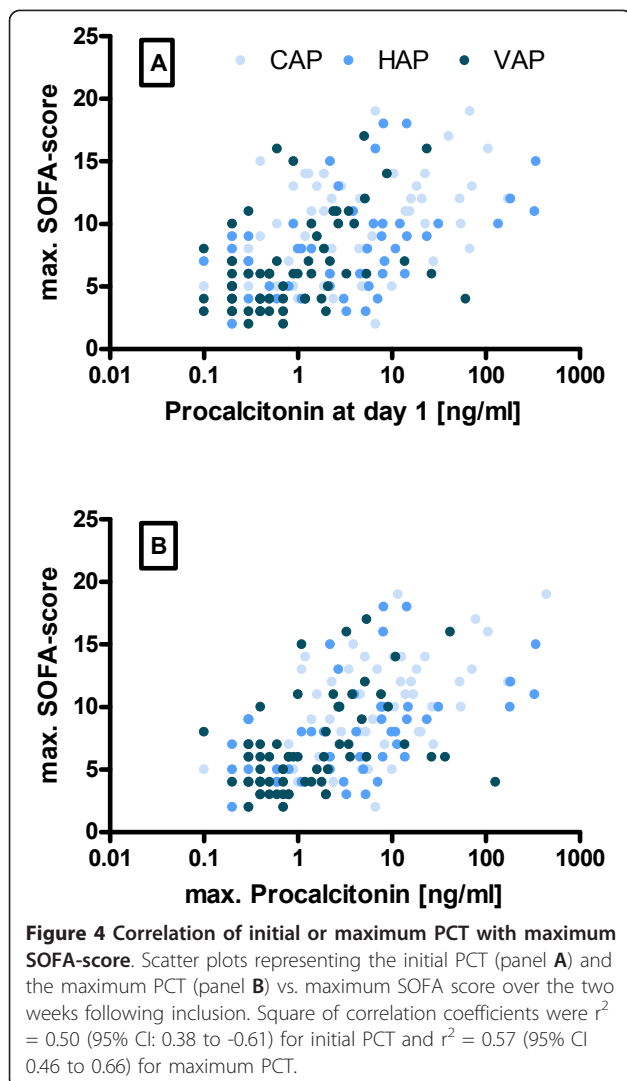 A CAP HAP VAP
25
20
15
10
5
0
max. SOFA-score
0.01 0.1 1 10 100 1000
Procalcitonin at day 1 [ng/ml]
B
25
20
15
10
5
0
max. SOFA-score
0.01 0.1 1 10 100 1000
max. Procalcitonin [ng/ml]
Figure 4 Correlation of initial or maximum PCT with maximum
SOFA-score. Scatter plots representing the initial PCT (panel A) and
the maximum PCT (panel B) vs. maximum SOFA score over the two
weeks following inclusion. Square of correlation coefficients were r²
= 0.50 (95% CI: 0.38 to -0.61) for initial PCT and r² = 0.57 (95% CI
0.46 to 0.66) for maximum PCT.